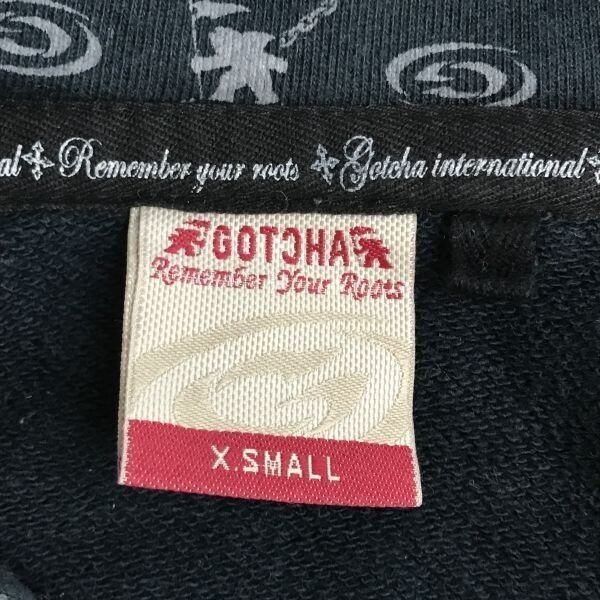 al Remember your roots Gotcha international
GOTCHA
Remember Your Roots
X.SMALL